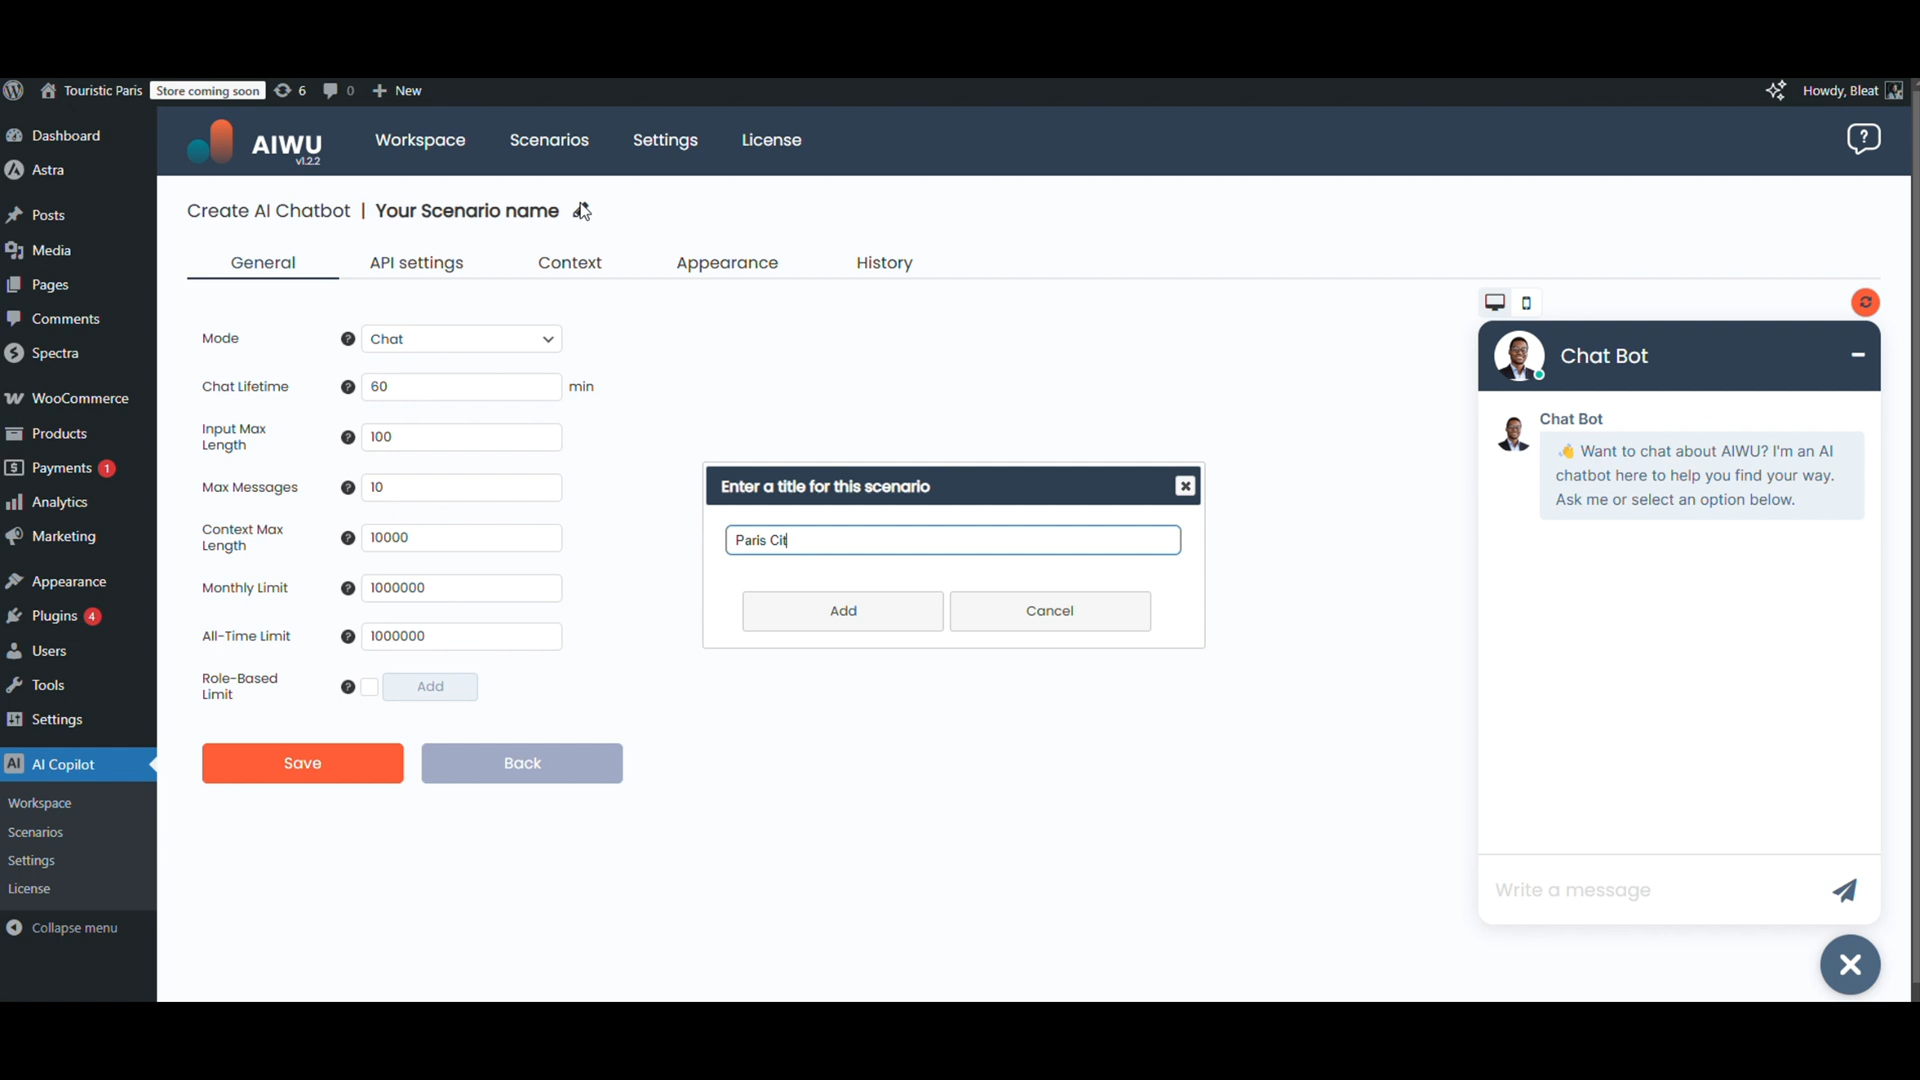 Touristic Paris Store coming soon 6 0 New
Howdy, Bleat
Dashboard
Astra
Posts
Media
Pages
Comments
Spectra
WooCommerce
Products
Payments 1
Analytics
Marketing
Appearance
Plugins 4
Users
Tools
Settings
AI AI Copilot
Workspace
Scenarios
Settings
License
Collapse menu
AIWU
v1.2.2
Workspace Scenarios Settings License
Create AI Chatbot | Your Scenario name
General API settings Context Appearance History
Mode ? Chat
Chat Lifetime ? 60 min
Input Max
Length ? 100
Max Messages ? 10
Context Max
Length ? 10000
Monthly Limit ? 1000000
All-Time Limit ? 1000000
Role-Based
Limit ? Add
Save Back
Enter a title for this scenario
Paris Cit
Add Cancel
Chat Bot
Chat Bot
👋 Want to chat about AIWU? I'm an AI
chatbot here to help you find your way.
Ask me or select an option below.
Write a message